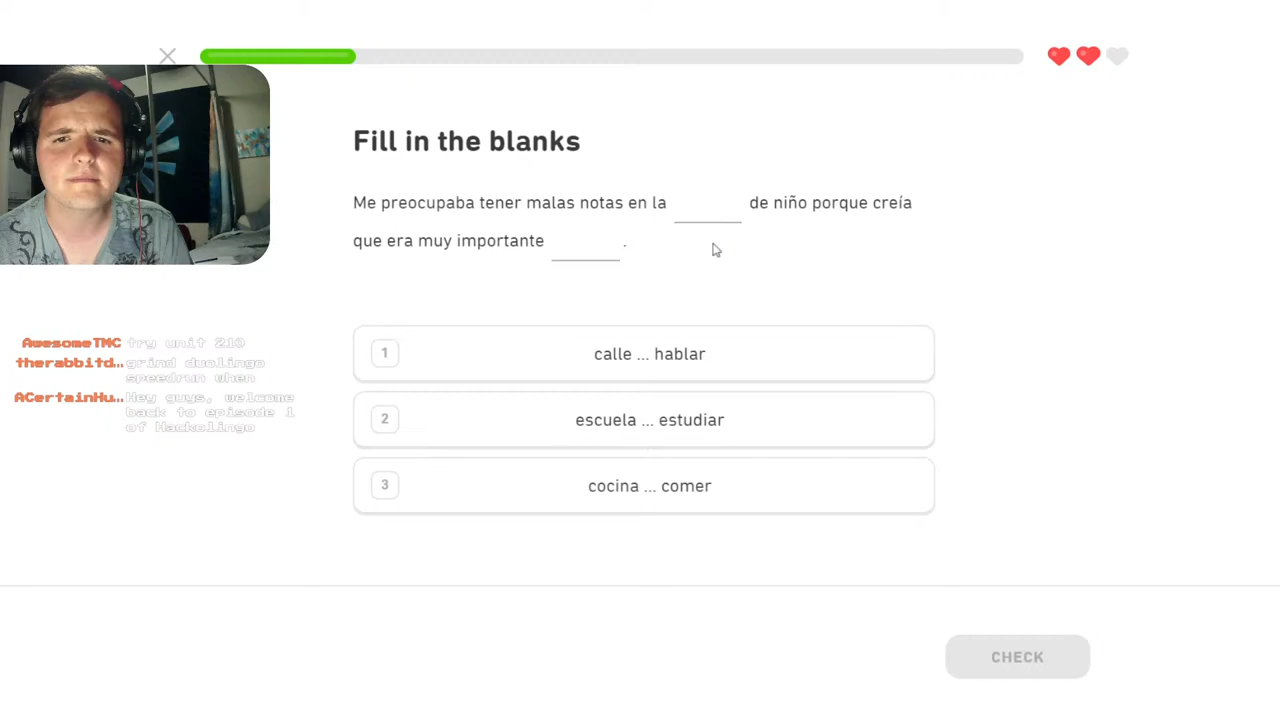 Fill in the blanks
Me preocupaba tener malas notas en la ______ de niño porque creía
que era muy importante ______ .
AwesomeTMC try unit 210
therabbitd… grind duolingo
speedrun when
ACertainHu… Hey guys, welcome
back to episode 1
of Hackolingo
1 calle ... hablar
2 escuela ... estudiar
3 cocina ... comer
CHECK